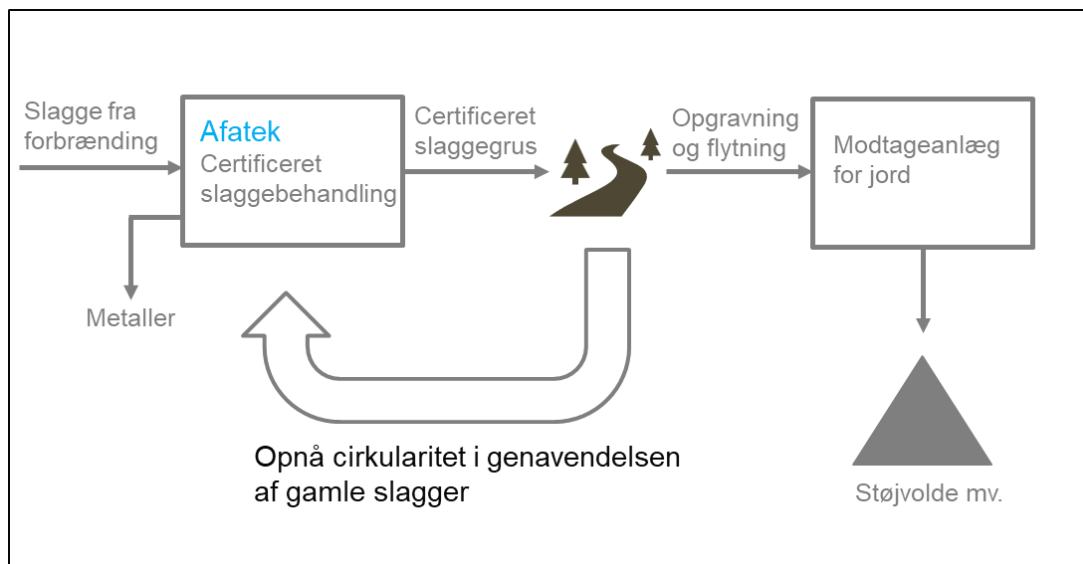 Slagge fra
forbrænding
Afatek
Certificeret
slaggebehandling
Metaller
Certificeret
slaggegrus
Opgravning
og flytning
Modtageanlæg
for jord
Støjvolde mv.
Opnå cirkularitet i genavendelsen
af gamle slagger